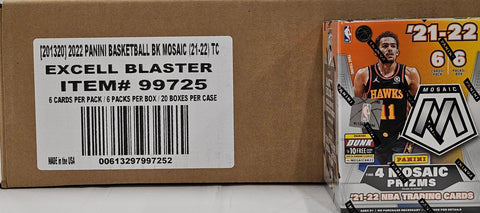 [201320] 2022 PANINI BASKETBALL BK MOSAIC (21-22) TC
EXCELL BLASTER
ITEM# 99725
6 CARDS PER PACK / 6 PACKS PER BOX / 20 BOXES PER CASE
MADE in the USA
00613297997252
'21-22
6
6
MOSAIC
HAWKS
11
DUNK
PANINI
4 MOSAIC
PRIZMS
'21-22 NBA TRADING CARDS